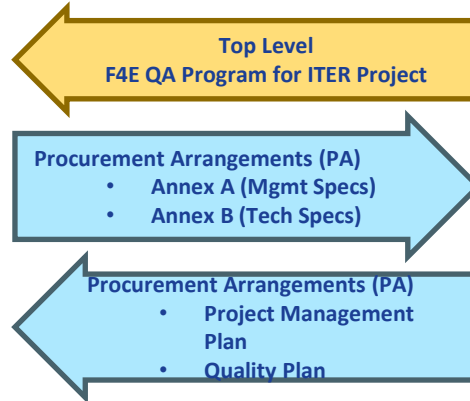 Top Level
F4E QA Program for ITER Project
Procurement Arrangements (PA)
• Annex A (Mgmt Specs)
• Annex B (Tech Specs)
Procurement Arrangements (PA)
• Project Management
Plan
• Quality Plan